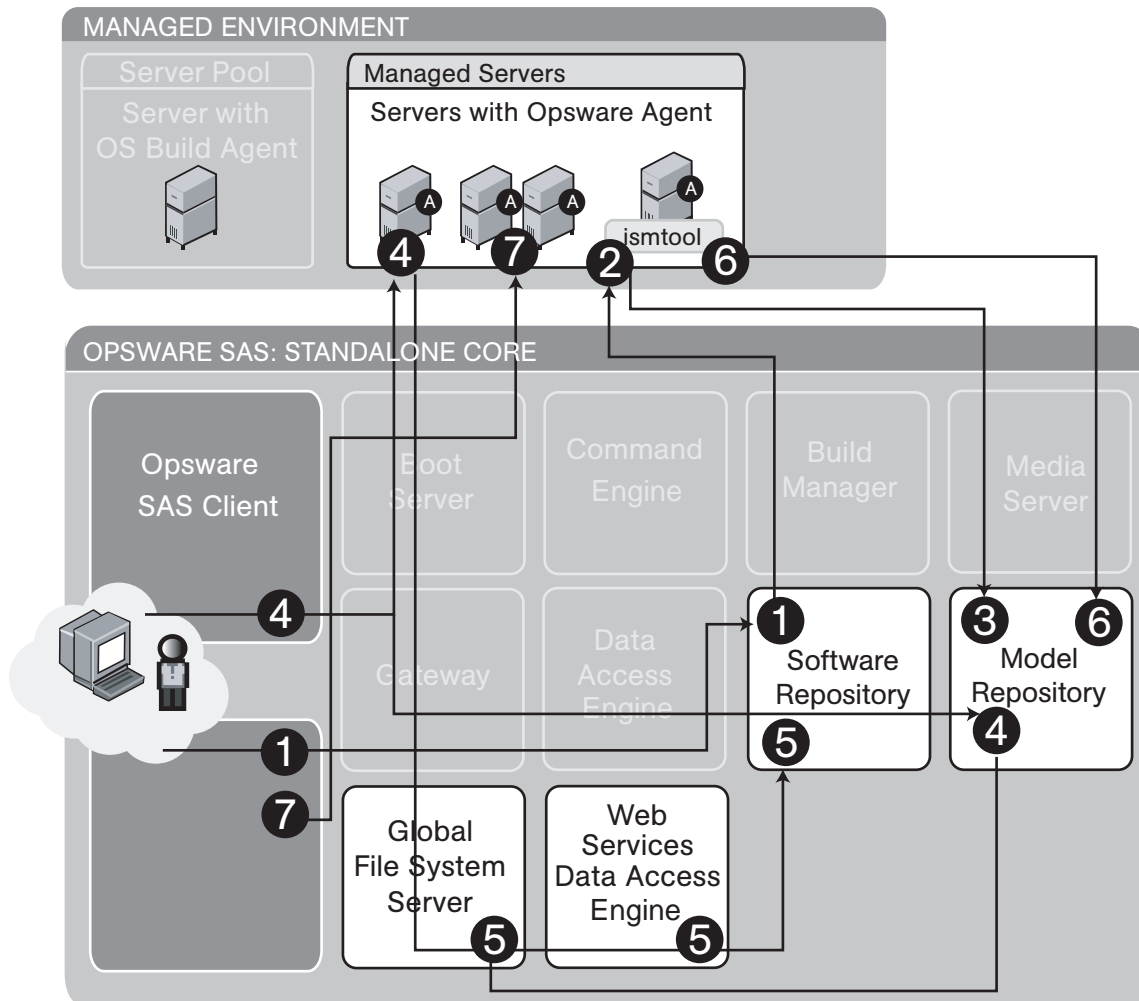 MANAGED ENVIRONMENT
Server Pool
Server with
OS Build Agent
Managed Servers
Servers with Opsware Agent
A
A
A
A
ismtool
4
7
2
6
OPSWARE SAS: STANDALONE CORE
Opsware
SAS Client
Boot
Server
Command
Engine
Build
Manager
Media
Server
4
1
7
Gateway
Data
Access
Engine
1
Software
Repository
5
3
6
Model
Repository
4
Global
File System
Server
5
Web
Services
Data Access
Engine
5